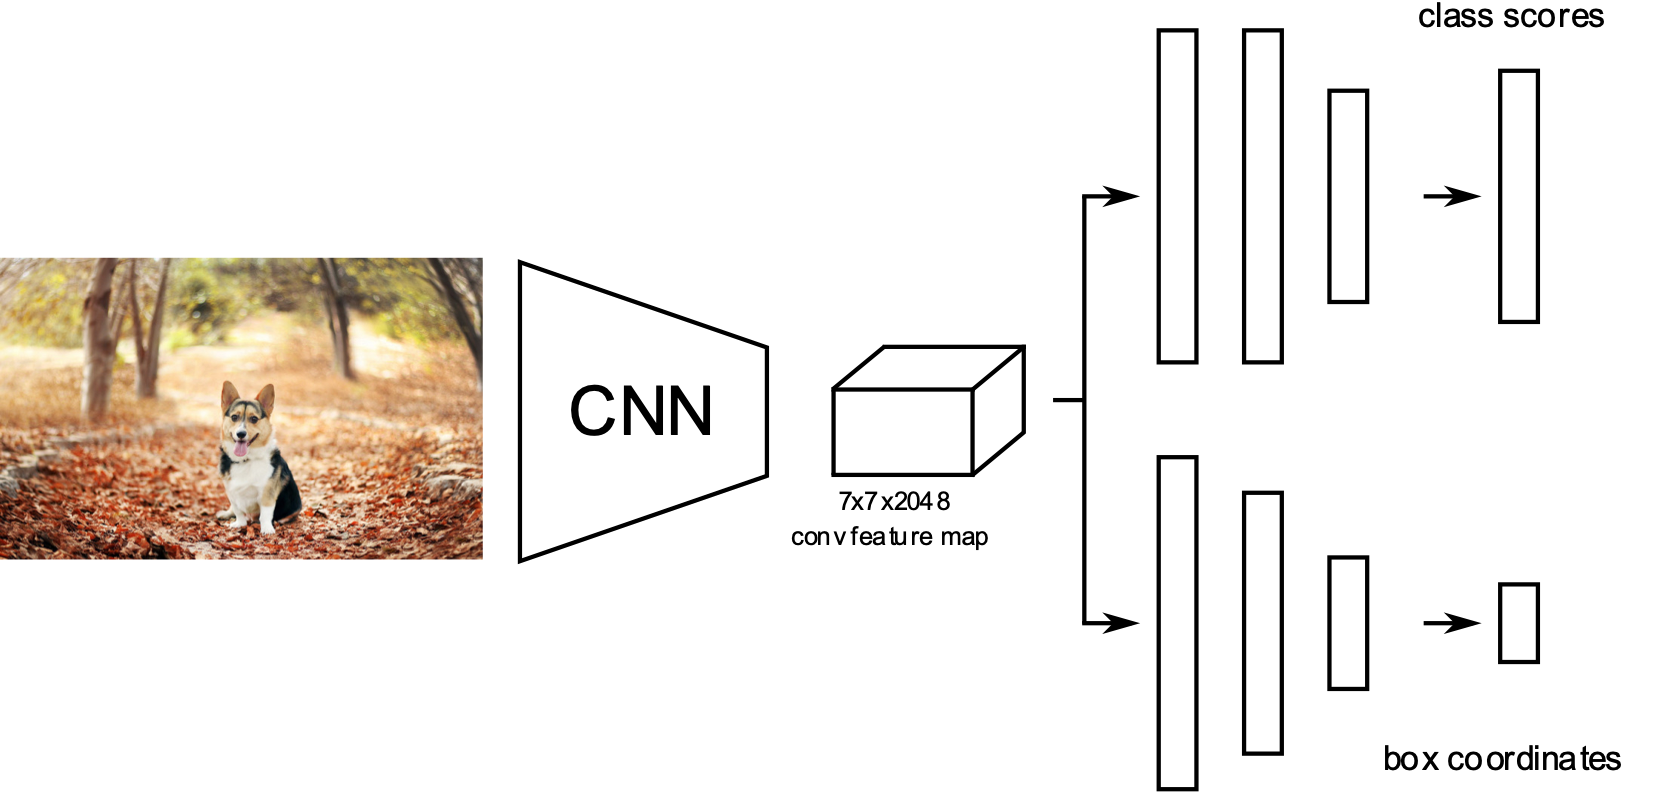 class scores
CNN
7x7x2048
conv feature map
box coordinates